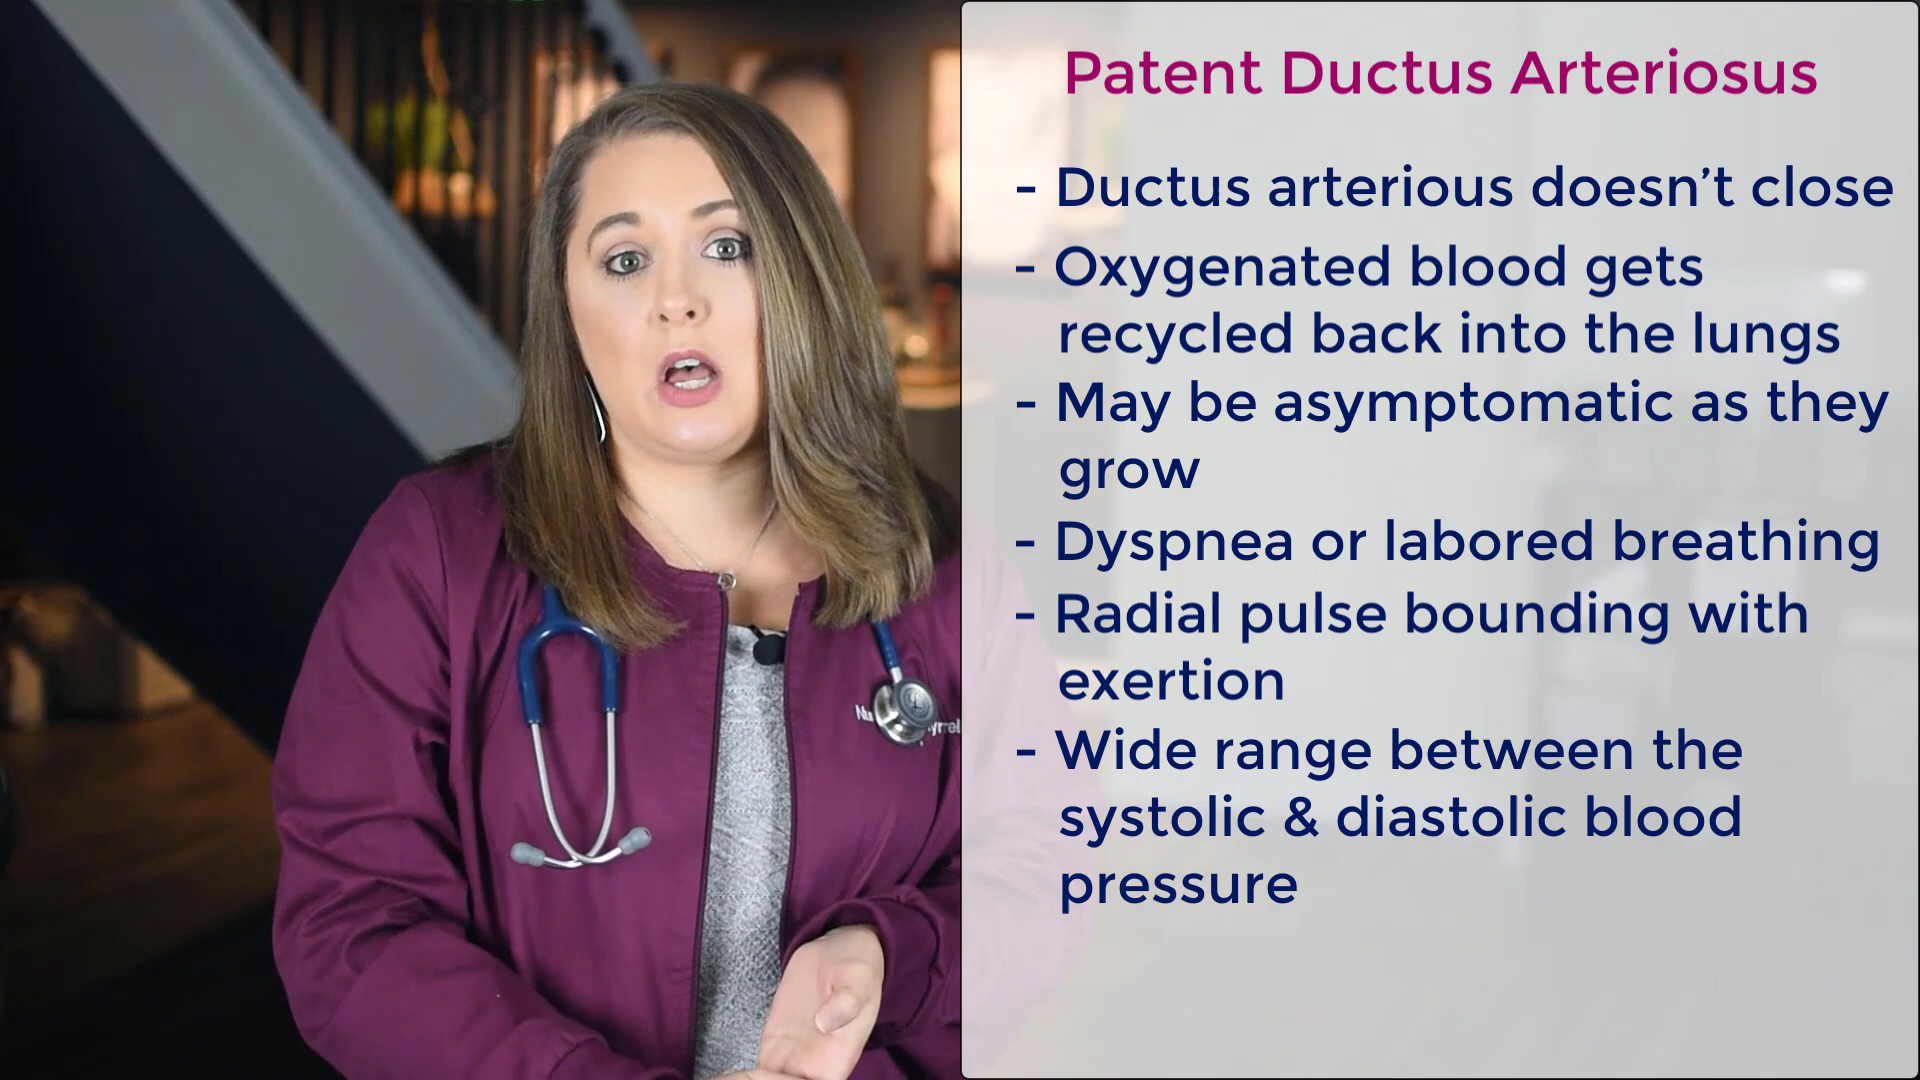 Patent Ductus Arteriosus
- Ductus arterious doesn’t close
- Oxygenated blood gets
recycled back into the lungs
- May be asymptomatic as they
grow
- Dyspnea or labored breathing
- Radial pulse bounding with
exertion
- Wide range between the
systolic & diastolic blood
pressure